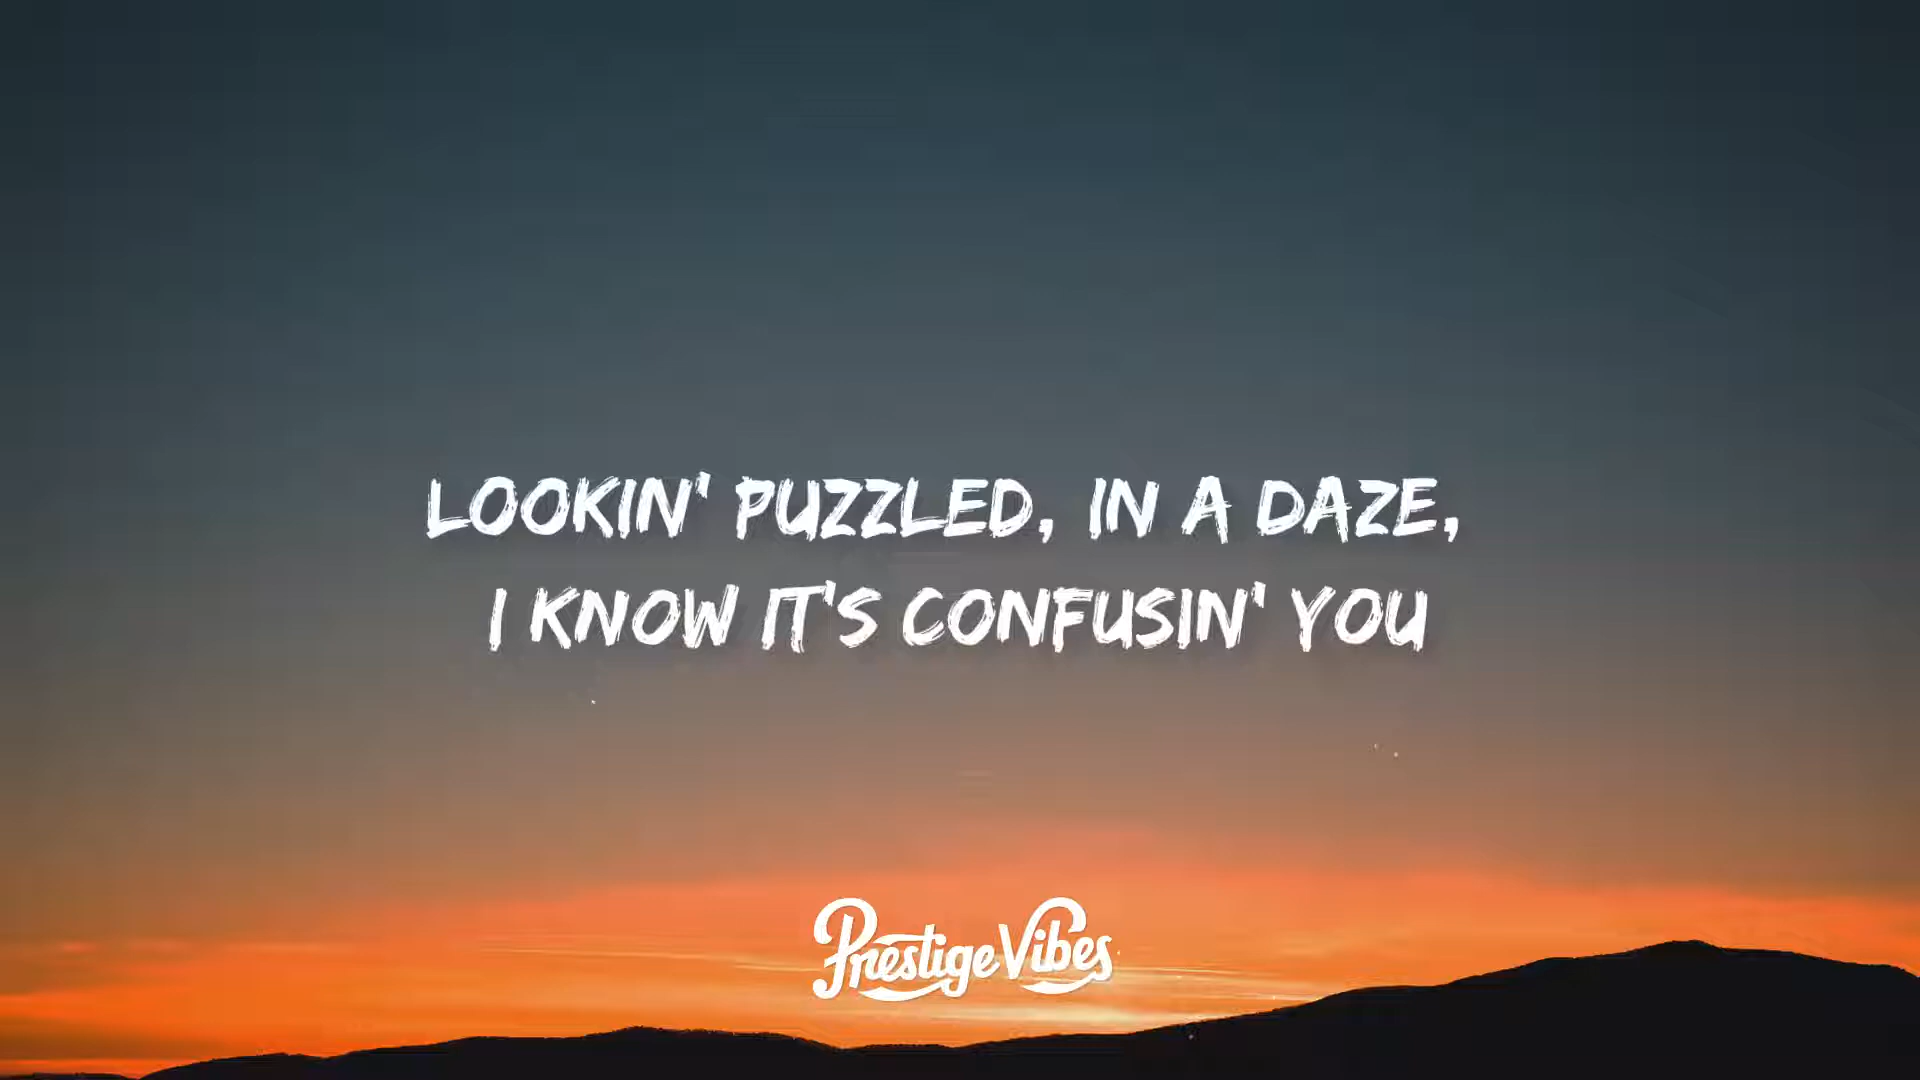 LOOKIN' PUZZLED, IN A DAZE,
I KNOW IT'S CONFUSIN' YOU
Prestige Vibes